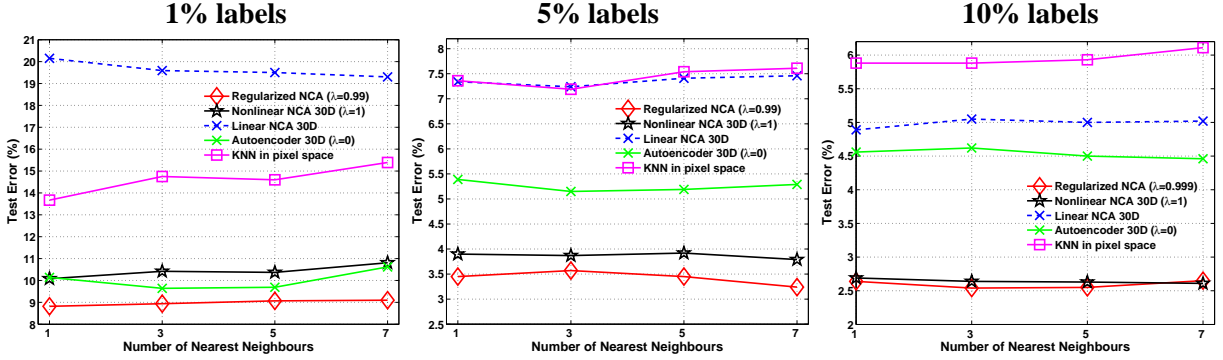 1% labels
5% labels
10% labels
21
20
19
18
17
16
15
14
13
12
11
10
9
8
1
3
5
7
Test Error (%)
Number of Nearest Neighbours
Regularized NCA (λ=0.99)
Nonlinear NCA 30D (λ=1)
Linear NCA 30D
Autoencoder 30D (λ=0)
KNN in pixel space
8
7.5
7
6.5
6
5.5
5
4.5
4
3.5
3
2.5
1
3
5
7
Test Error (%)
Number of Nearest Neighbours
Regularized NCA (λ=0.99)
Nonlinear NCA 30D (λ=1)
Linear NCA 30D
Autoencoder 30D (λ=0)
KNN in pixel space
6
5.5
5
4.5
4
3.5
3
2.5
2
1
3
5
7
Test Error (%)
Number of Nearest Neighbours
Regularized NCA (λ=0.999)
Nonlinear NCA 30D (λ=1)
Linear NCA 30D
Autoencoder 30D (λ=0)
KNN in pixel space